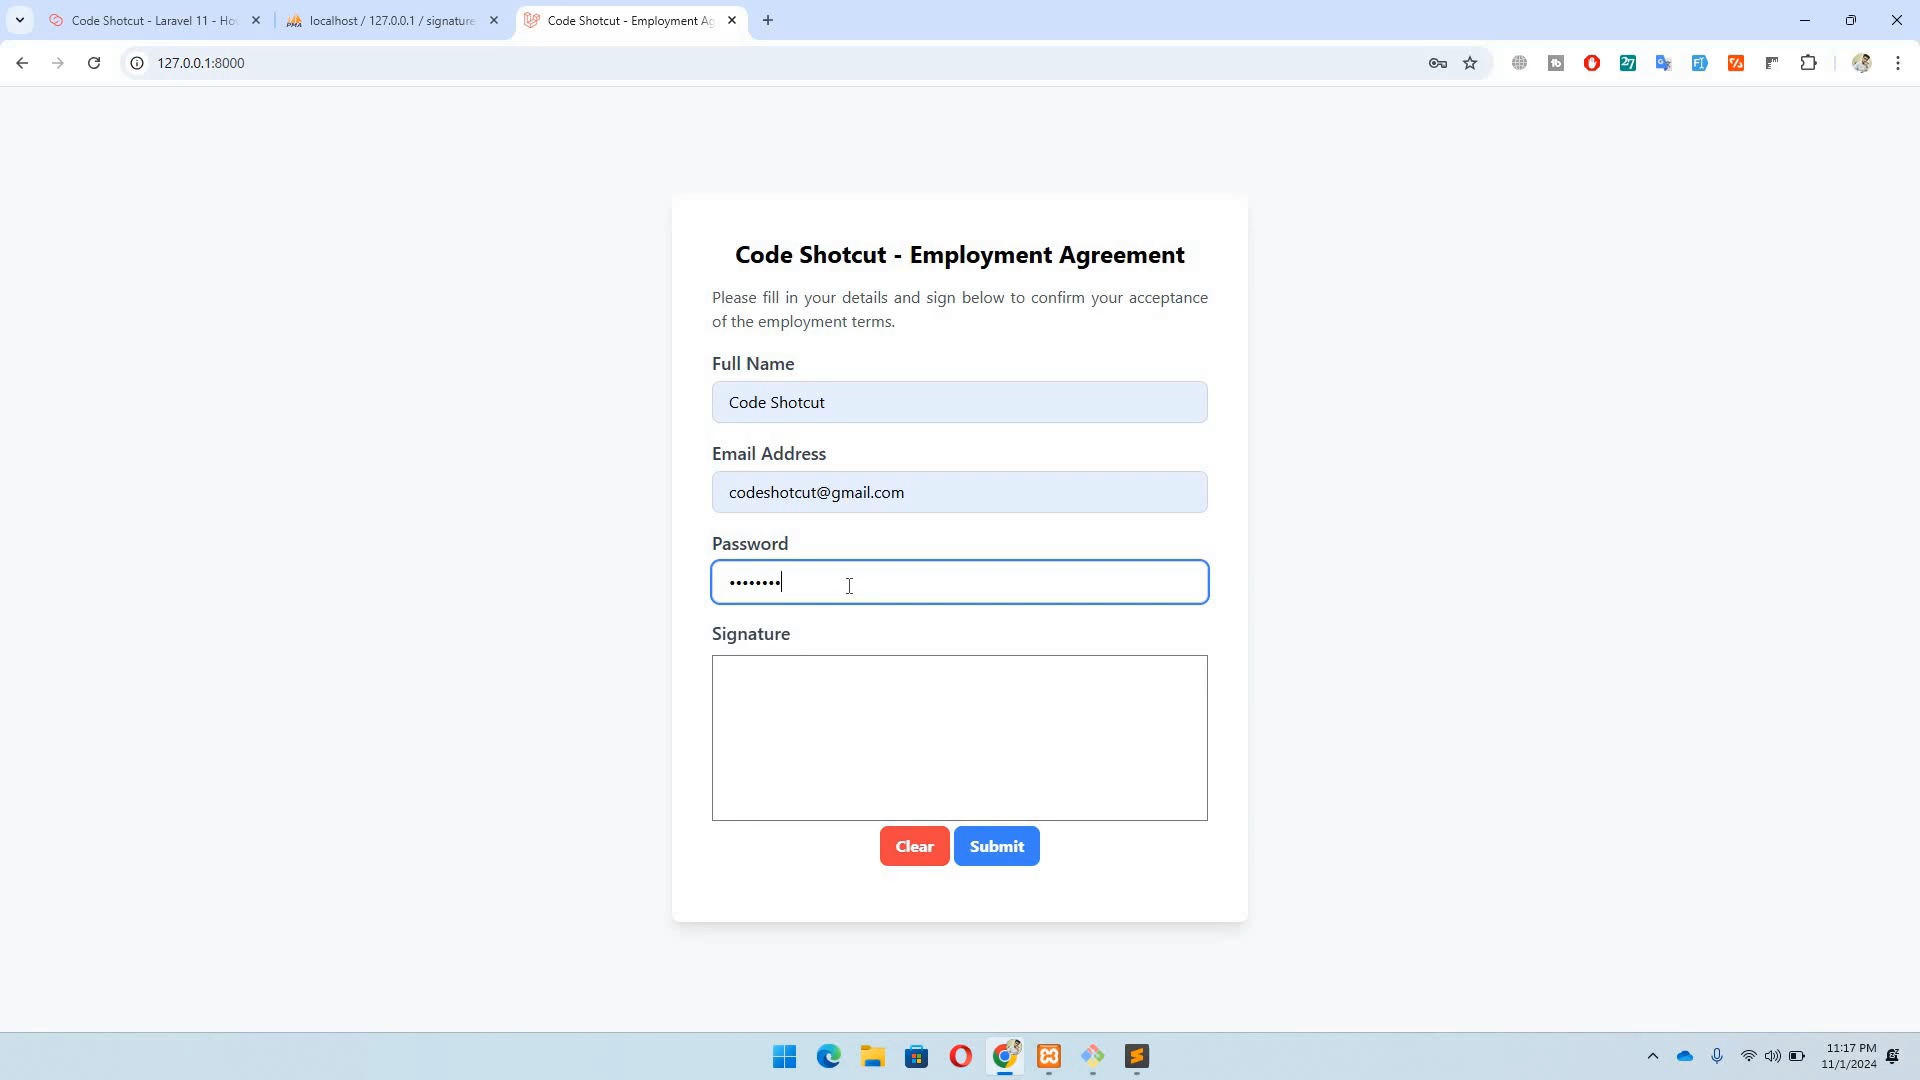 Code Shotcut - Laravel 11 - Ho
localhost / 127.0.0.1 / signature
Code Shotcut - Employment Ag
127.0.0.1:8000
Code Shotcut - Employment Agreement
Please fill in your details and sign below to confirm your acceptance
of the employment terms.
Full Name
Code Shotcut
Email Address
codeshotcut@gmail.com
Password
••••••••
Signature
Clear Submit
11:17 PM
11/1/2024